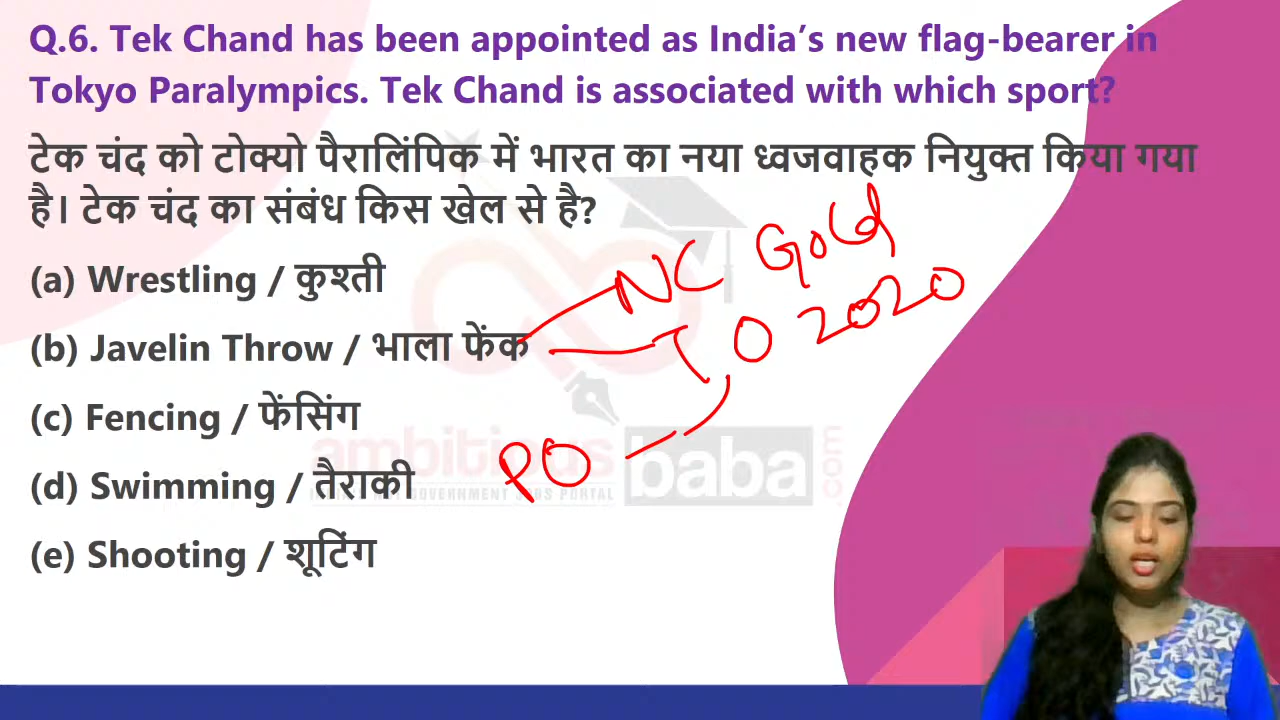 Q.6. Tek Chand has been appointed as India's new flag-bearer in
Tokyo Paralympics. Tek Chand is associated with which sport?
टेक चंद को टोक्यो पैरालिंपिक में भारत का नया ध्वजवाहक नियुक्त किया गया
है। टेक चंद का संबंध किस खेल से है?
(a) Wrestling / कुश्ती
NC Gold
(b) Javelin Throw / भाला फेंक
TO 2020
(c) Fencing / फेंसिंग
PO
ambitious baba .com
(d) Swimming / तैराकी
(e) Shooting / शूटिंग